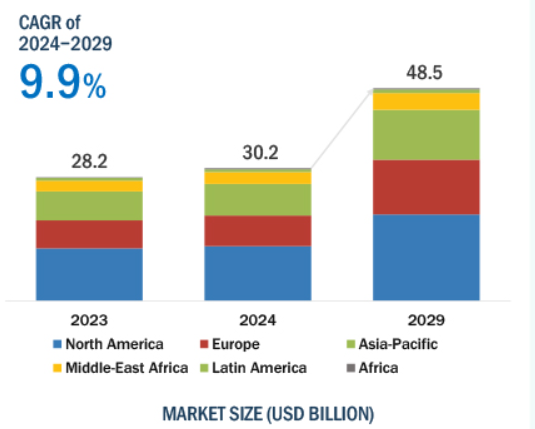 CAGR of
2024–2029
9.9%
48.5
30.2
28.2
2023 2024 2029
North America Europe Asia-Pacific
Middle-East Africa Latin America Africa
MARKET SIZE (USD BILLION)